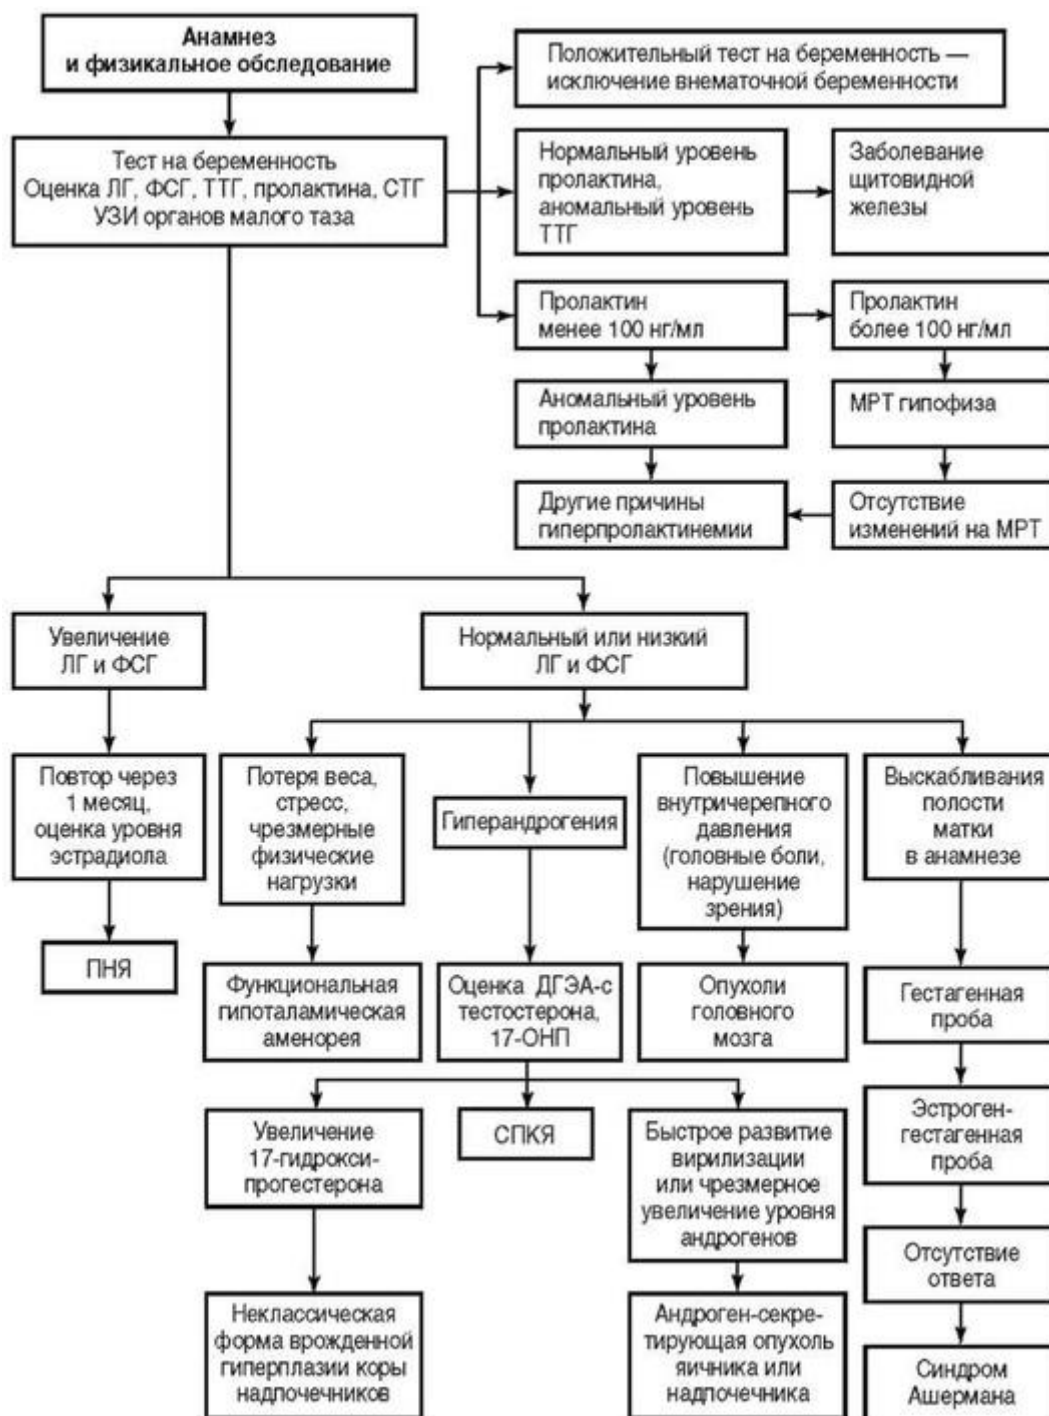 Анамнез
и физикальное обследование
Положительный тест на беременность —
исключение внематочной беременности
Тест на беременность
Оценка ЛГ, ФСГ, ТТГ, пролактина, СТГ
УЗИ органов малого таза
Нормальный уровень
пролактина,
аномальный уровень
ТТГ
Заболевание
щитовидной
железы
Пролактин
менее 100 нг/мл
Пролактин
более 100 нг/мл
Аномальный уровень
пролактина
МРТ гипофиза
Другие причины
гиперпролактинемии
Отсутствие
изменений на МРТ
Увеличение
ЛГ и ФСГ
Нормальный или низкий
ЛГ и ФСГ
Повтор через
1 месяц,
оценка уровня
эстрадиола
Потеря веса,
стресс,
чрезмерные
физические
нагрузки
Гиперандрогения
Повышение
внутричерепного
давления
(головные боли,
нарушение
зрения)
Выскабливания
полости
матки
в анамнезе
ПНЯ
Функциональная
гипоталамическая
аменорея
Оценка ДГЭА-с
тестостерона,
17-ОНП
Опухоли
головного
мозга
Гестагенная
проба
Увеличение
17-гидрокси-
прогестерона
СПКЯ
Быстрое развитие
вирилизации
или чрезмерное
увеличение уровня
андрогенов
Эстроген-
гестагенная
проба
Отсутствие
ответа
Неклассическая
форма врожденной
гиперплазии коры
надпочечников
Андроген-секре-
тирующая опухоль
яичника или
надпочечника
Синдром
Ашермана